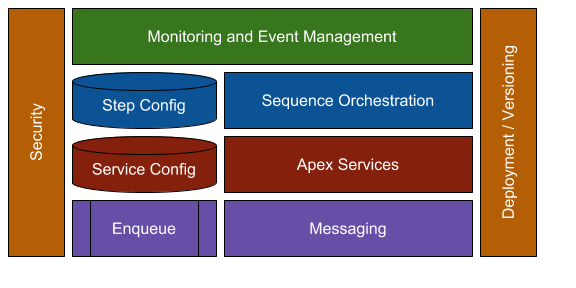 Security
Monitoring and Event Management
Step Config
Sequence Orchestration
Service Config
Apex Services
Enqueue
Messaging
Deployment / Versioning